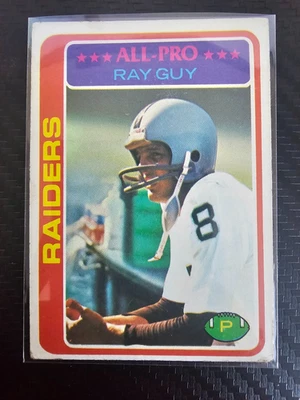 ★★★ ALL-PRO ★★★
RAY GUY
RAIDERS
8
P